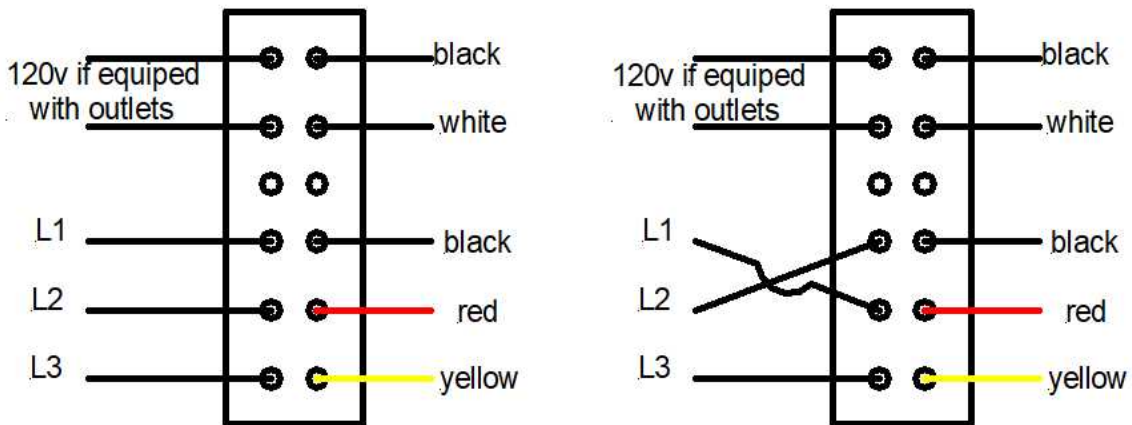 black
120v if equiped
with outlets
white
L1
black
L2
red
L3
yellow
black
120v if equiped
with outlets
white
L1
black
L2
red
L3
yellow